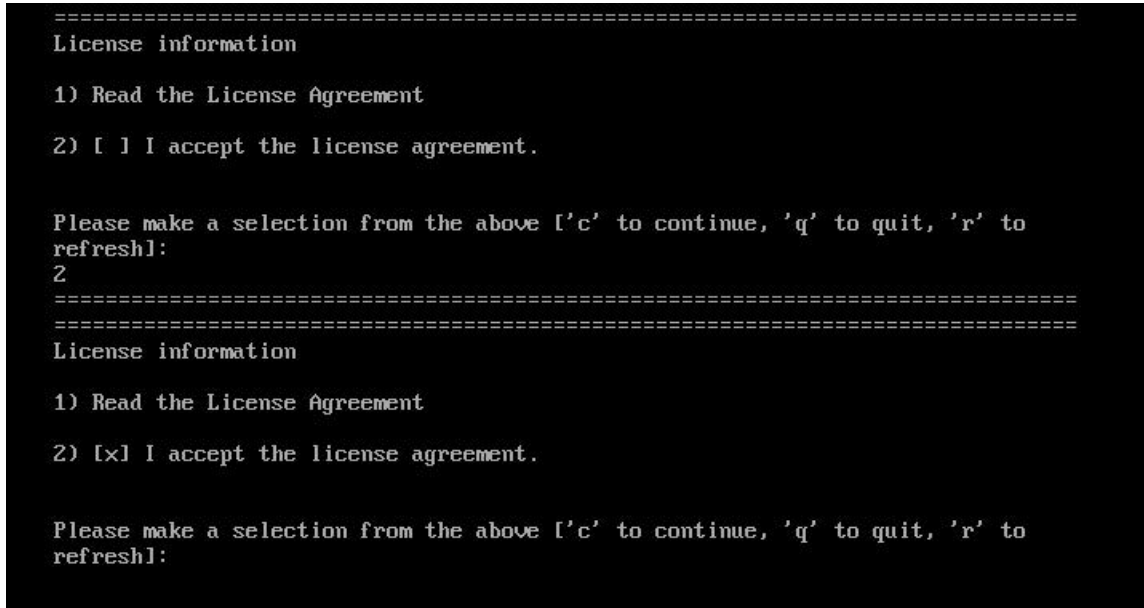 ================================================================================
License information
1) Read the License Agreement
2) [ ] I accept the license agreement.
Please make a selection from the above ['c' to continue, 'q' to quit, 'r' to
refresh]:
2
================================================================================
================================================================================
License information
1) Read the License Agreement
2) [x] I accept the license agreement.
Please make a selection from the above ['c' to continue, 'q' to quit, 'r' to
refresh]: